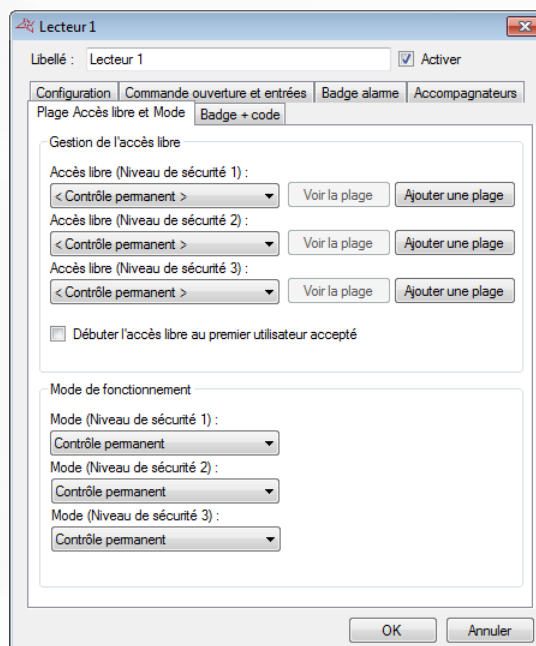 Lecteur 1
Libellé : Lecteur 1 Activer
Configuration Commande ouverture et entrées Badge alarme Accompagnateurs
Plage Accès libre et Mode Badge + code
Gestion de l'accès libre
Accès libre (Niveau de sécurité 1) :
< Contrôle permanent > Voir la plage Ajouter une plage
Accès libre (Niveau de sécurité 2) :
< Contrôle permanent > Voir la plage Ajouter une plage
Accès libre (Niveau de sécurité 3) :
< Contrôle permanent > Voir la plage Ajouter une plage
Débuter l'accès libre au premier utilisateur accepté
Mode de fonctionnement
Mode (Niveau de sécurité 1) :
Contrôle permanent
Mode (Niveau de sécurité 2) :
Contrôle permanent
Mode (Niveau de sécurité 3) :
Contrôle permanent
OK Annuler